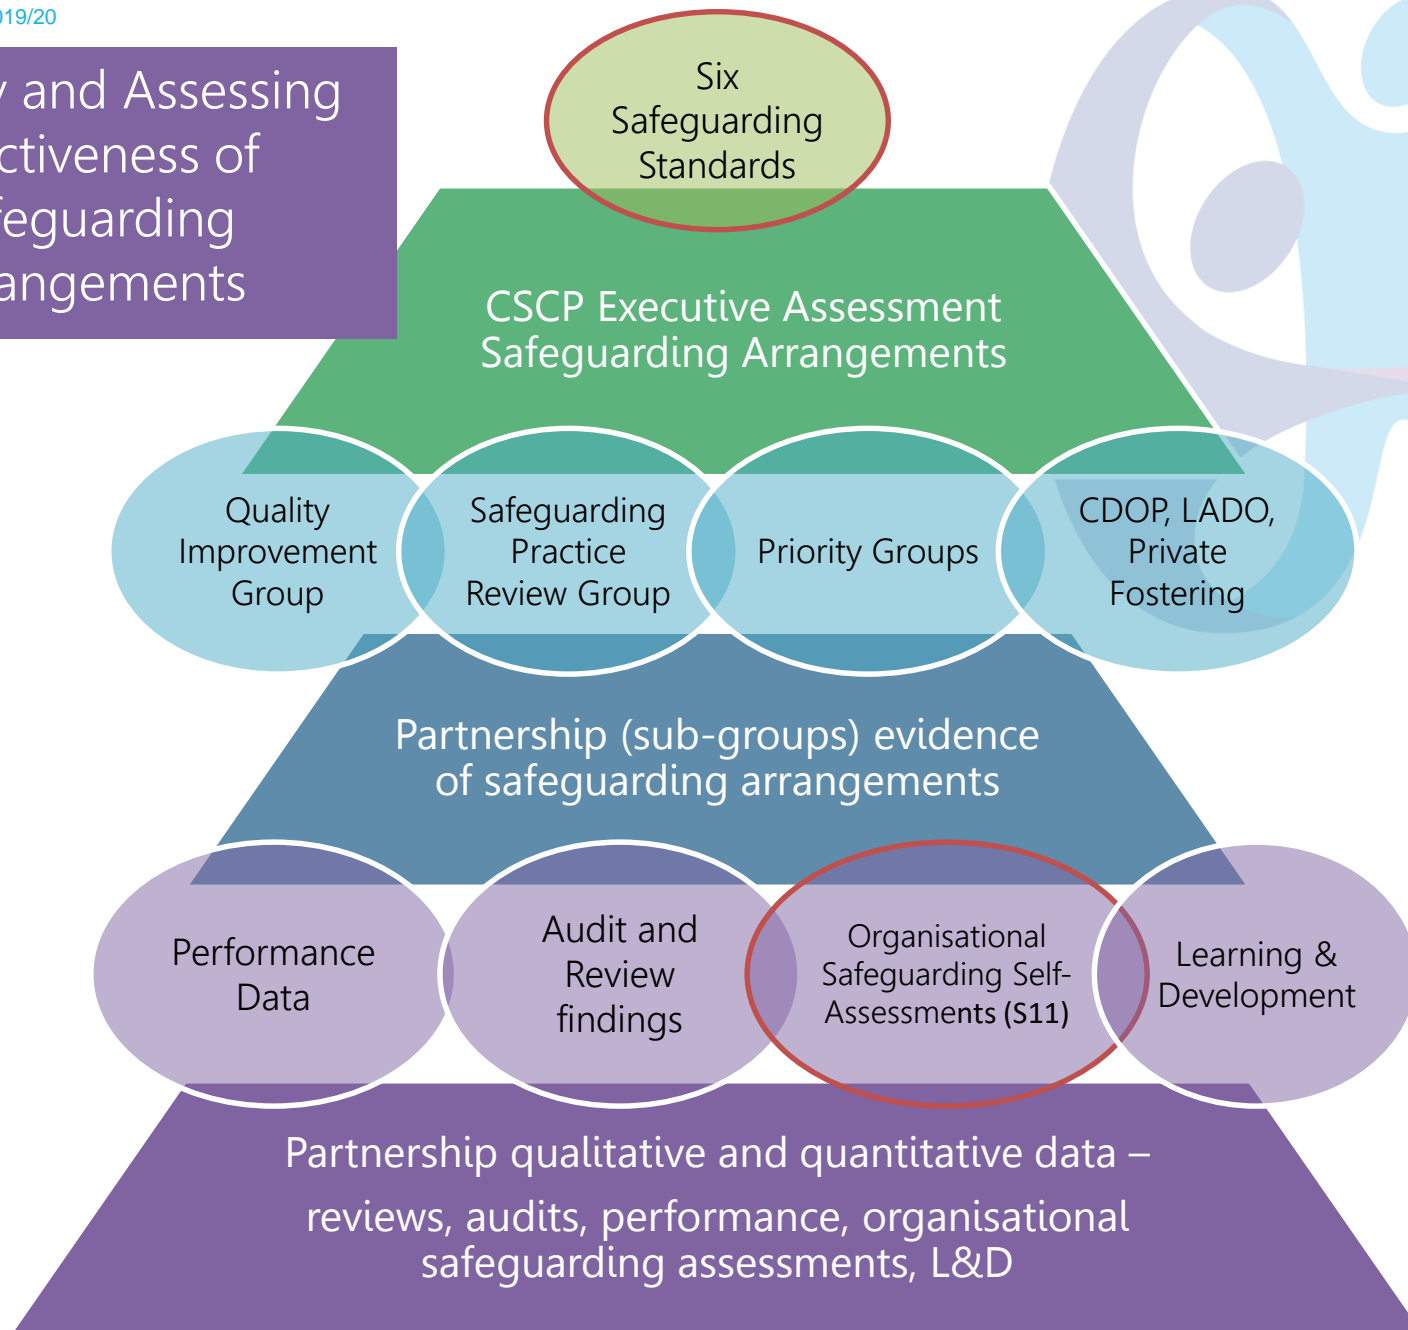 019/20
y and Assessing
ctiveness of
feguarding
angements
Six
Safeguarding
Standards
CSCP Executive Assessment
Safeguarding Arrangements
Quality
Improvement
Group
Safeguarding
Practice
Review Group
Priority Groups
CDOP, LADO,
Private
Fostering
Partnership (sub-groups) evidence
of safeguarding arrangements
Performance
Data
Audit and
Review
findings
Organisational
Safeguarding Self-
Assessments (S11)
Learning &
Development
Partnership qualitative and quantitative data –
reviews, audits, performance, organisational
safeguarding assessments, L&D